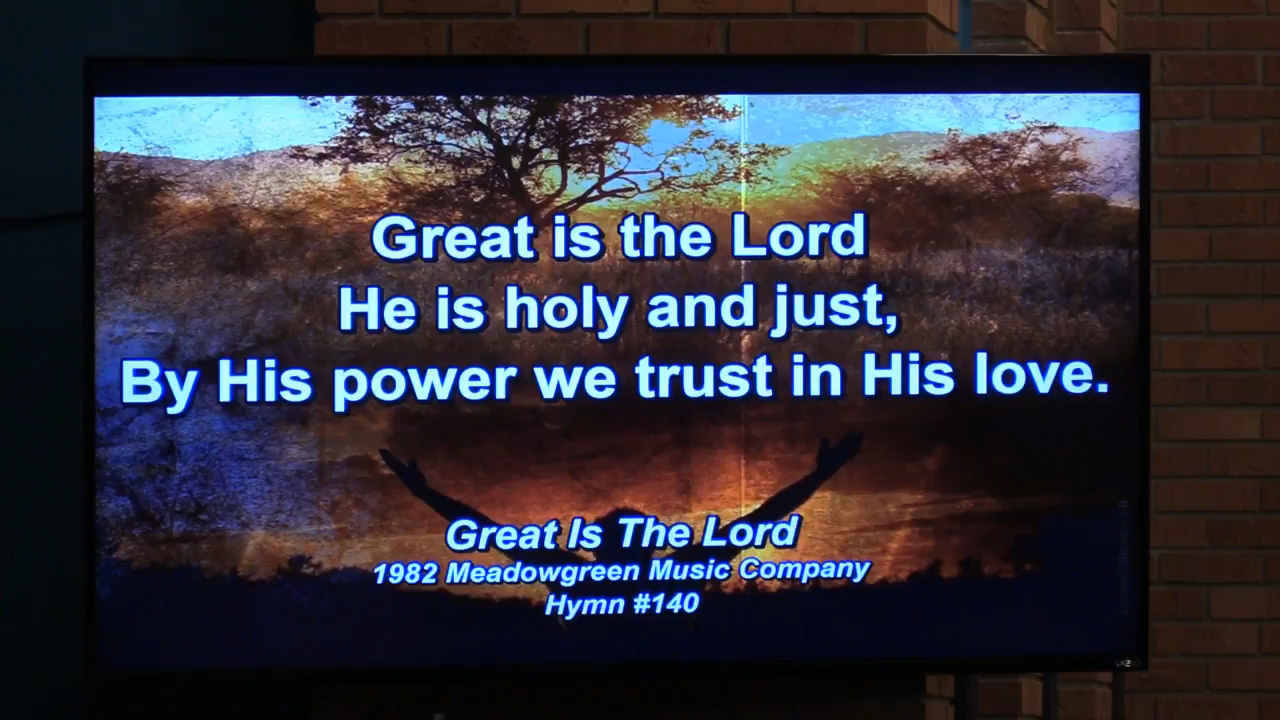 Great is the Lord
He is holy and just,
By His power we trust in His love.
Great Is The Lord
1982 Meadowgreen Music Company
Hymn #140